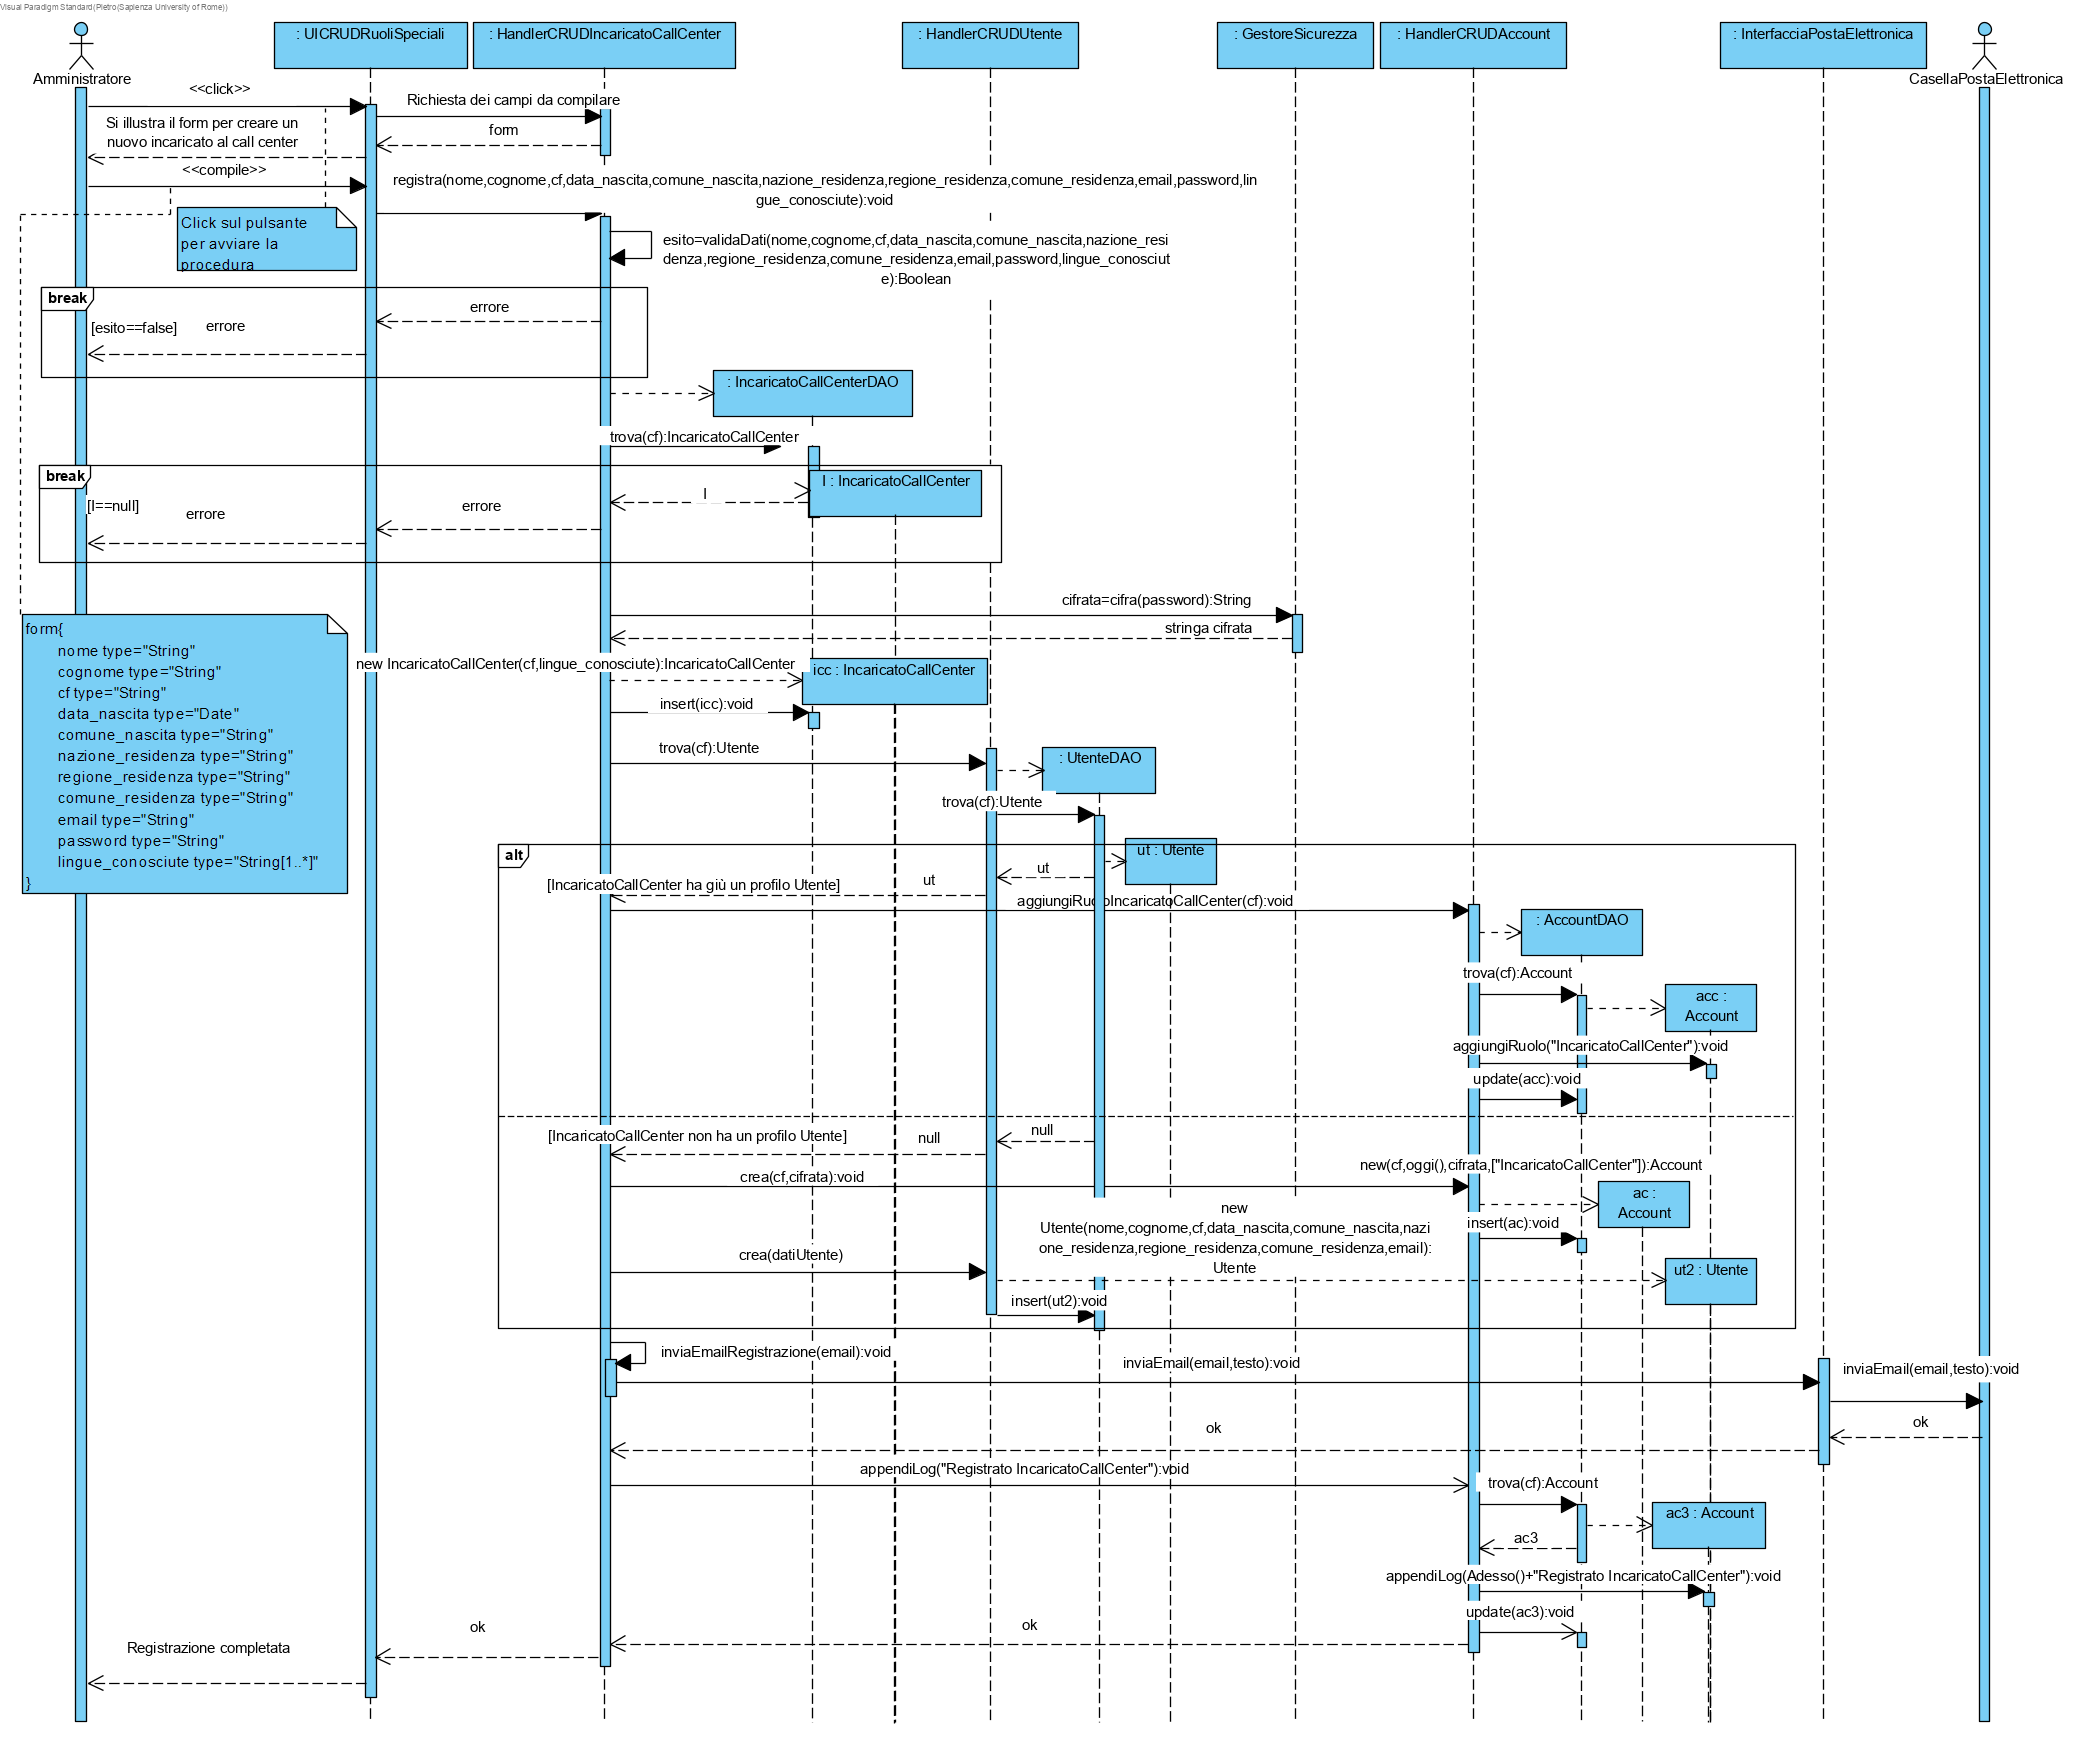 Visual Paradigm Standard(Pietro(Sapienza University of Rome))
: UICRUDRuoliSpeciali
: HandlerCRUDIncaricatoCallCenter
: HandlerCRUDUtente
: GestoreSicurezza
: HandlerCRUDAccount
: InterfacciaPostaElettronica
Amministratore
CasellaPostaElettronica
<<click>>
Richiesta dei campi da compilare
Si illustra il form per creare un
nuovo incaricato al call center
form
<<compile>>
registra(nome,cognome,cf,data_nascita,comune_nascita,nazione_residenza,regione_residenza,comune_residenza,email,password,lin
gue_conosciute):void
Click sul pulsante
per avviare la
procedura
esito=validaDati(nome,cognome,cf,data_nascita,comune_nascita,nazione_resi
denza,regione_residenza,comune_residenza,email,password,lingue_conosciut
e):Boolean
break
[esito==false]
errore
errore
: IncaricatoCallCenterDAO
trova(cf):IncaricatoCallCenter
break
[I==null]
I : IncaricatoCallCenter
I
errore
errore
cifrata=cifra(password):String
stringa cifrata
form{
nome type="String"
cognome type="String"
cf type="String"
data_nascita type="Date"
comune_nascita type="String"
nazione_residenza type="String"
regione_residenza type="String"
comune_residenza type="String"
email type="String"
password type="String"
lingue_conosciute type="String[1..*]"
}
new IncaricatoCallCenter(cf,lingue_conosciute):IncaricatoCallCenter
icc : IncaricatoCallCenter
insert(icc):void
trova(cf):Utente
: UtenteDAO
trova(cf):Utente
alt
ut : Utente
ut
[IncaricatoCallCenter ha giù un profilo Utente]
ut
aggiungiRuoloIncaricatoCallCenter(cf):void
: AccountDAO
trova(cf):Account
acc :
Account
aggiungiRuolo("IncaricatoCallCenter"):void
update(acc):void
[IncaricatoCallCenter non ha un profilo Utente]
null
null
crea(cf,cifrata):void
new(cf,oggi(),cifrata,["IncaricatoCallCenter"]):Account
ac :
Account
insert(ac):void
new
Utente(nome,cognome,cf,data_nascita,comune_nascita,nazi
one_residenza,regione_residenza,comune_residenza,email):
Utente
crea(datiUtente)
ut2 : Utente
insert(ut2):void
inviaEmailRegistrazione(email):void
inviaEmail(email,testo):void
inviaEmail(email,testo):void
ok
ok
appendiLog("Registrato IncaricatoCallCenter"):void
trova(cf):Account
ac3 : Account
ac3
appendiLog(Adesso()+"Registrato IncaricatoCallCenter"):void
update(ac3):void
ok
ok
Registrazione completata